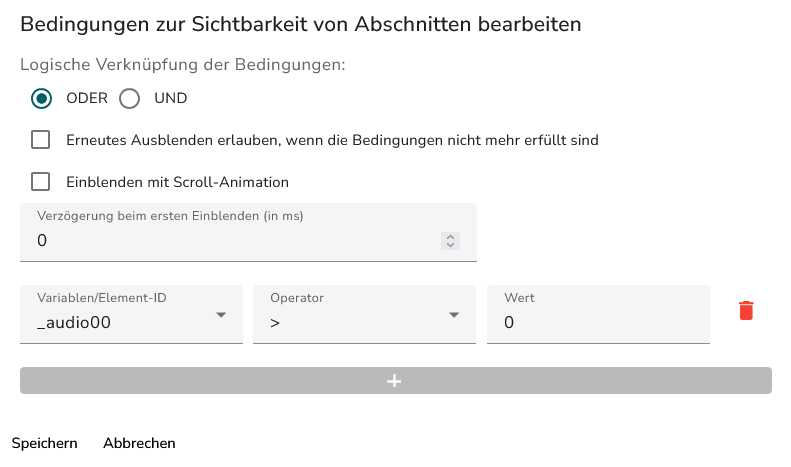 Bedingungen zur Sichtbarkeit von Abschnitten bearbeiten
Logische Verknüpfung der Bedingungen:
ODER UND
Erneutes Ausblenden erlauben, wenn die Bedingungen nicht mehr erfüllt sind
Einblenden mit Scroll-Animation
Verzögerung beim ersten Einblenden (in ms)
0
Variablen/Element-ID Operator Wert
_audio00 > 0
+
Speichern Abbrechen